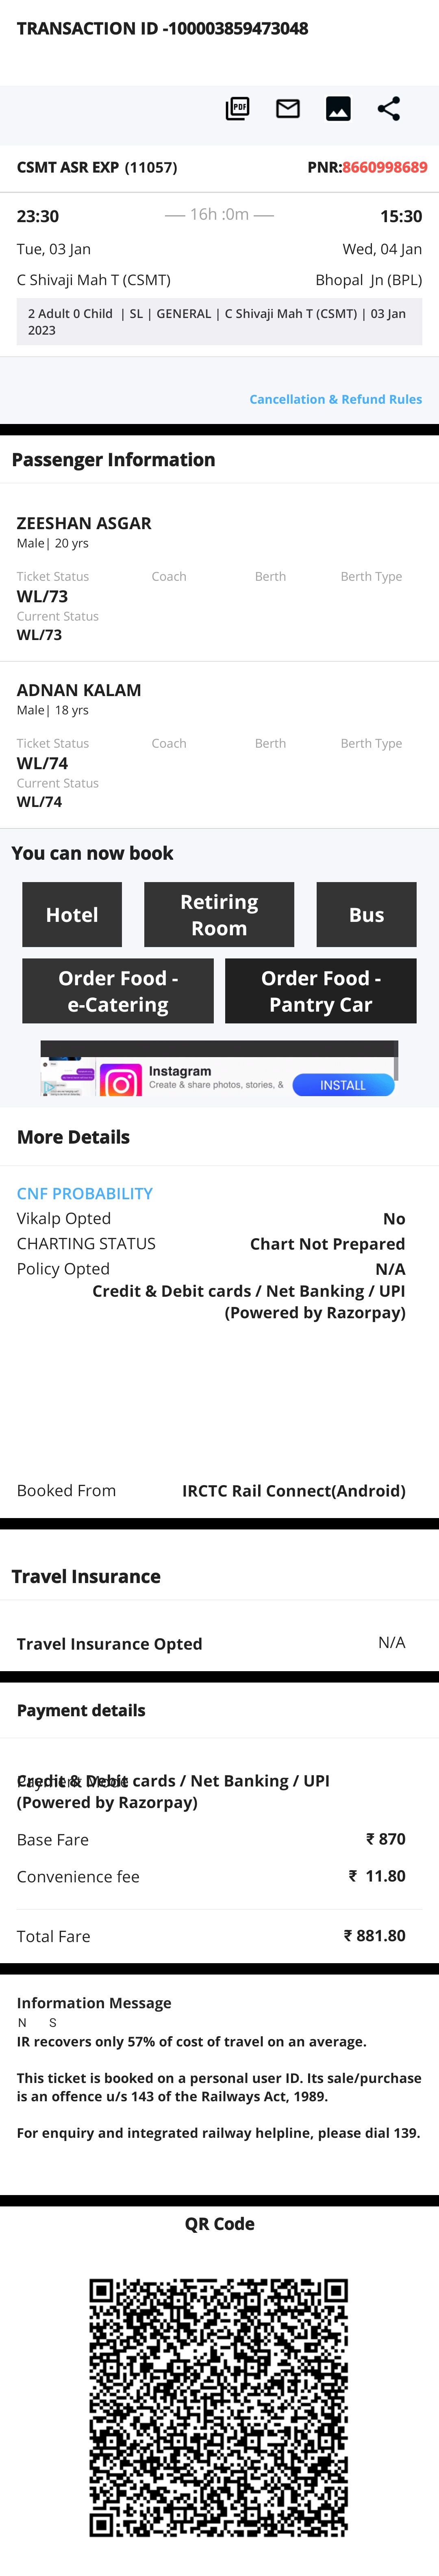 TRANSACTION ID -100003859473048
PDF
CSMT ASR EXP (11057) PNR:8660998689
23:30 16h :0m 15:30
Tue, 03 Jan Wed, 04 Jan
C Shivaji Mah T (CSMT) Bhopal Jn (BPL)
2 Adult 0 Child | SL | GENERAL | C Shivaji Mah T (CSMT) | 03 Jan
2023
Cancellation & Refund Rules
Passenger Information
ZEESHAN ASGAR
Male| 20 yrs
Ticket Status Coach Berth Berth Type
WL/73
Current Status
WL/73
ADNAN KALAM
Male| 18 yrs
Ticket Status Coach Berth Berth Type
WL/74
Current Status
WL/74
You can now book
Hotel
Retiring
Room
Bus
Order Food -
e-Catering
Order Food -
Pantry Car
Instagram
Create & share photos, stories, &
INSTALL
More Details
CNF PROBABILITY
Vikalp Opted No
CHARTING STATUS Chart Not Prepared
Policy Opted N/A
Credit & Debit cards / Net Banking / UPI
(Powered by Razorpay)
Booked From IRCTC Rail Connect(Android)
Travel Insurance
Travel Insurance Opted N/A
Payment details
Payment Mode
Credit & Debit cards / Net Banking / UPI
(Powered by Razorpay)
Base Fare ₹ 870
Convenience fee ₹ 11.80
Total Fare ₹ 881.80
Information Message
N S
IR recovers only 57% of cost of travel on an average.
This ticket is booked on a personal user ID. Its sale/purchase
is an offence u/s 143 of the Railways Act, 1989.
For enquiry and integrated railway helpline, please dial 139.
QR Code